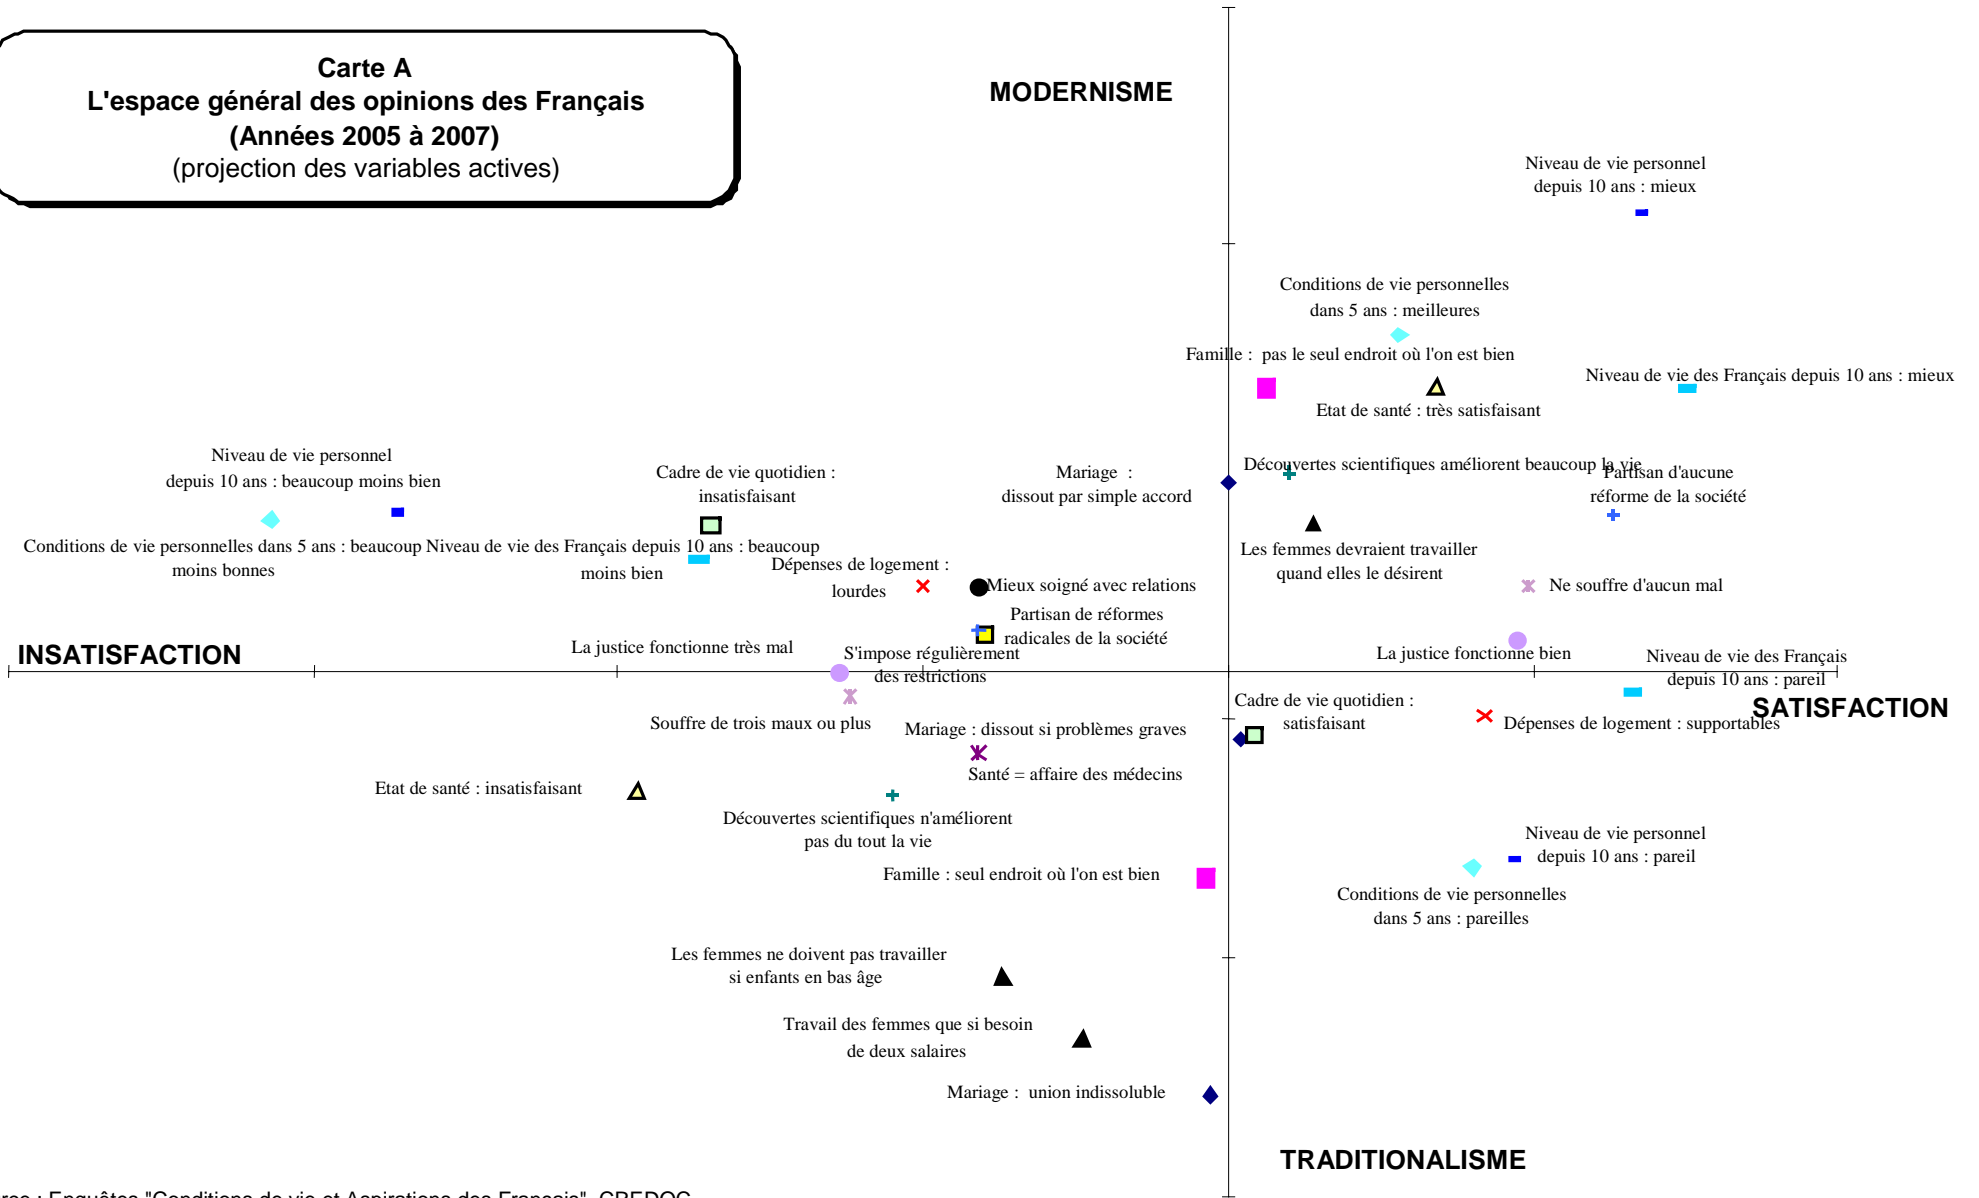 Carte A
L'espace général des opinions des Français
(Années 2005 à 2007)
(projection des variables actives)
MODERNISME
Niveau de vie personnel
depuis 10 ans : mieux
Conditions de vie personnelles
dans 5 ans : meilleures
Famille :  pas le seul endroit où l'on est bien
Niveau de vie des Français depuis 10 ans : mieux
Etat de santé : très satisfaisant
Niveau de vie personnel
depuis 10 ans : beaucoup moins bien
Cadre de vie quotidien :
insatisfaisant
Mariage  :
dissout par simple accord
Découvertes scientifiques améliorent beaucoup la vie
Partisan d'aucune
réforme de la société
Conditions de vie personnelles dans 5 ans : beaucoup
moins bonnes
Niveau de vie des Français depuis 10 ans : beaucoup
moins bien
Les femmes devraient travailler
quand elles le désirent
Dépenses de logement :
lourdes
Mieux soigné avec relations
Ne souffre d'aucun mal
Partisan de réformes
radicales de la société
INSATISFACTION
La justice fonctionne très mal
S'impose régulièrement
des restrictions
La justice fonctionne bien
Niveau de vie des Français
depuis 10 ans : pareil
SATISFACTION
Cadre de vie quotidien :
satisfaisant
Souffre de trois maux ou plus
Mariage : dissout si problèmes graves
Dépenses de logement : supportables
Santé = affaire des médecins
Etat de santé : insatisfaisant
Découvertes scientifiques n'améliorent
pas du tout la vie
Niveau de vie personnel
depuis 10 ans : pareil
Famille : seul endroit où l'on est bien
Conditions de vie personnelles
dans 5 ans : pareilles
Les femmes ne doivent pas travailler
si enfants en bas âge
Travail des femmes que si besoin
de deux salaires
Mariage :  union indissoluble
TRADITIONALISME
: Enquêtes "Conditions de vie et Aspirations des Français", CREDOC